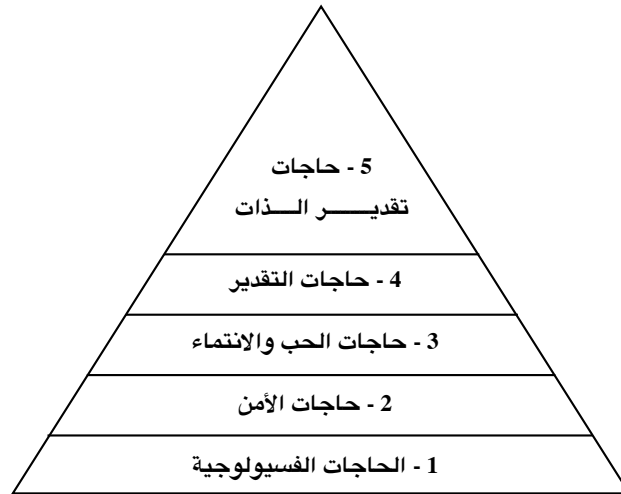 5 - حاجات
تقديـــــر الـــذات
4 - حاجات التقدير
3 - حاجات الحب والانتماء
2 - حاجات الأمن
1 - الحاجات الفسيولوجية